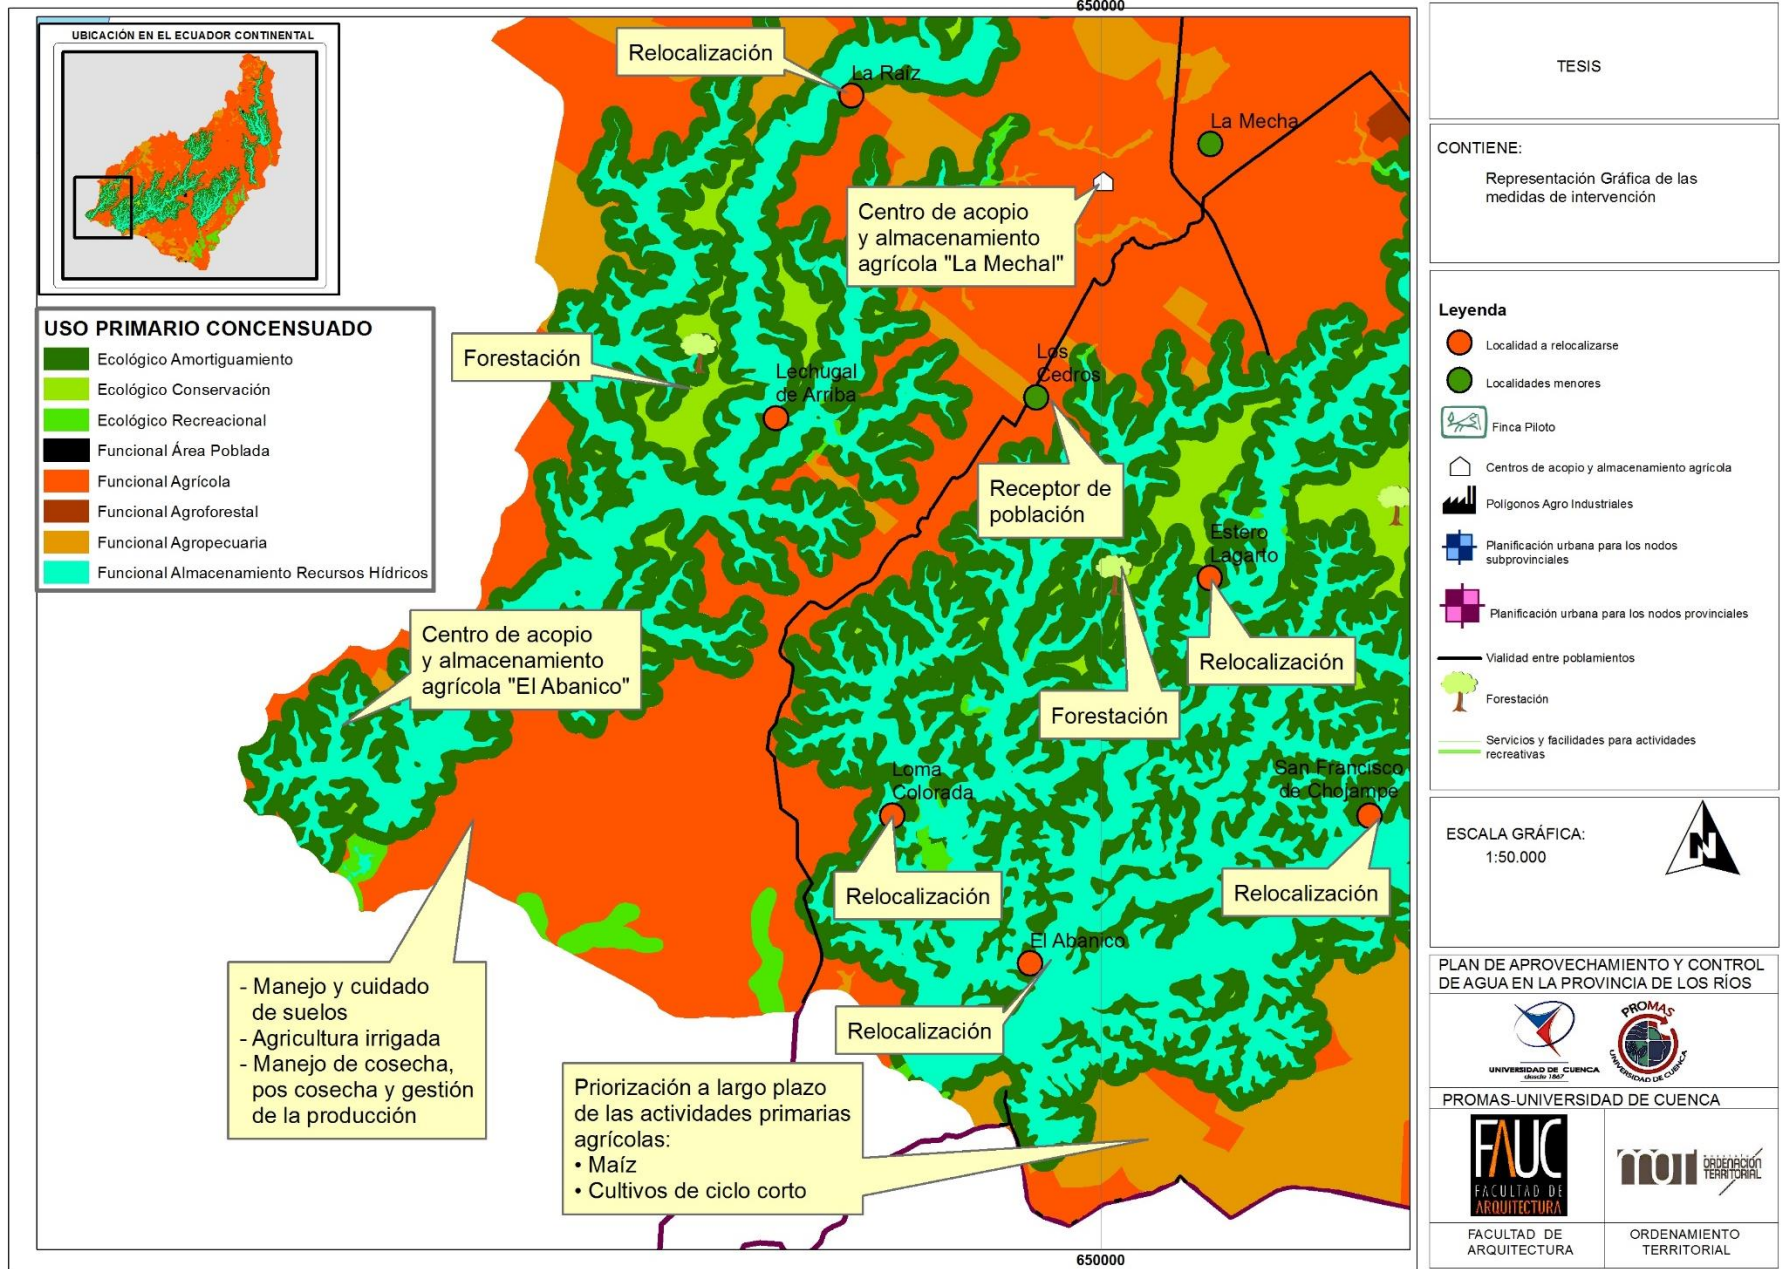 650000
UBICACIÓN EN EL ECUADOR CONTINENTAL
USO PRIMARIO CONCENSUADO
Ecológico Amortiguamiento
Ecológico Conservación
Ecológico Recreacional
Funcional Área Poblada
Funcional Agrícola
Funcional Agroforestal
Funcional Agropecuaria
Funcional Almacenamiento Recursos Hídricos
Relocalización
La Raíz
La Mecha
Centro de acopio
y almacenamiento
agrícola "La Mechal"
Forestación
Lechugal
de Arriba
Los
Cedros
Receptor de
población
Estero
Lagarto
Relocalización
Forestación
Centro de acopio
y almacenamiento
agrícola "El Abanico"
Loma
Colorada
San Francisco
de Chojampe
Relocalización
Relocalización
El Abanico
Relocalización
- Manejo y cuidado
de suelos
- Agricultura irrigada
- Manejo de cosecha,
pos cosecha y gestión
de la producción
Priorización a largo plazo
de las actividades primarias
agrícolas:
• Maíz
• Cultivos de ciclo corto
650000
TESIS
CONTIENE:
Representación Gráfica de las
medidas de intervención
Leyenda
Localidad a relocalizarse
Localidades menores
Finca Piloto
Centros de acopio y almacenamiento agrícola
Polígonos Agro Industriales
Planificación urbana para los nodos
subprovinciales
Planificación urbana para los nodos provinciales
Vialidad entre poblamientos
Forestación
Servicios y facilidades para actividades
recreativas
ESCALA GRÁFICA:
1:50.000
N
PLAN DE APROVECHAMIENTO Y CONTROL
DE AGUA EN LA PROVINCIA DE LOS RÍOS
UNIVERSIDAD DE CUENCA
desde 1867
PROMAS
UNIVERSIDAD DE CUENCA
PROMAS-UNIVERSIDAD DE CUENCA
FAUC
FACULTAD DE
ARQUITECTURA
mot
ORDENACIÓN
TERRITORIAL
FACULTAD DE
ARQUITECTURA
ORDENAMIENTO
TERRITORIAL